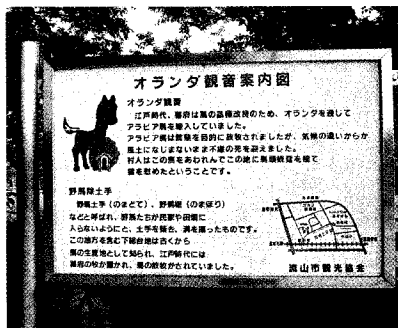 オランダ観音案内図
オランダ観音
江戸時代、幕府は馬の品種改良のため、オランダを通して
アラビア馬を輸入していました。
アラビア馬は繁殖を目的に放牧されましたが、気候の違いからか
風土になじまないまま不慮の死を迎えました。
村人はこの馬をあわれんでこの地に馬頭観音を建て
霊を慰めたということです。
野馬除土手
野馬土手（のまどて）、野馬堀（のまぼり）
などと呼ばれ、野馬たちが民家や田畑に
入らないようにと、土手を築き、溝を掘ったものです。
この地方を含む下総台地は古くから
馬の生産地として知られ、江戸時代には
幕府の牧が置かれ、馬の放牧がされていました。
流山市観光協会